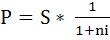 P = S * 1/(1+ni)